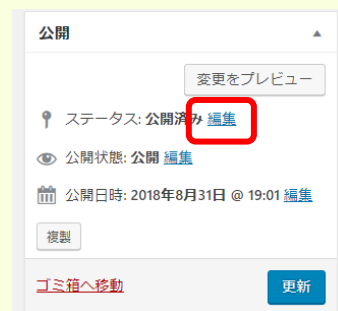 公開
変更をプレビュー
ステータス: 公開済み 編集
公開状態: 公開 編集
公開日時: 2018年8月31日 @ 19:01 編集
複製
ゴミ箱へ移動
更新